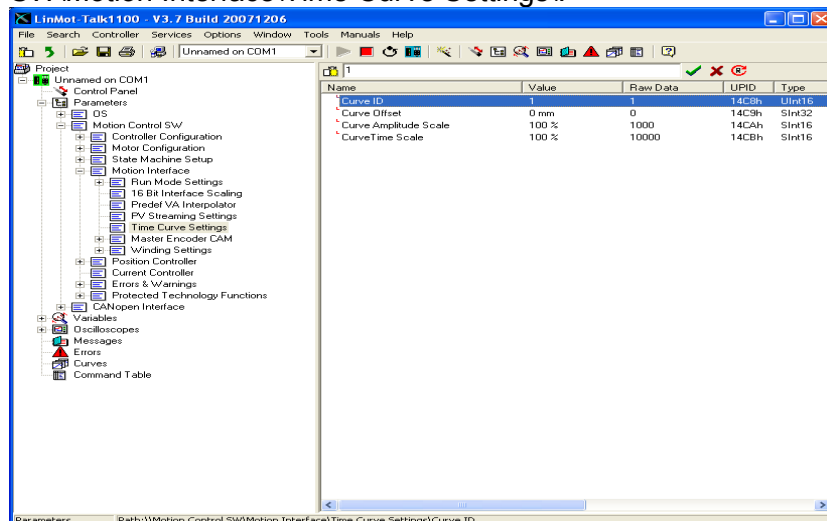 SW\Motion Interface\Time Curve Settings\.
LinMot-Talk1100 - V3.7 Build 20071206
File Search Controller Services Options Window Tools Manuals Help
Unnamed on COM1
Project
Unnamed on COM1
Control Panel
Parameters
OS
Motion Control SW
Controller Configuration
Motor Configuration
State Machine Setup
Motion Interface
Run Mode Settings
16 Bit Interface Scaling
Predef VA Interpolator
PV Streaming Settings
Time Curve Settings
Master Encoder CAM
Winding Settings
Position Controller
Current Controller
Errors & Warnings
Protected Technology Functions
CANopen Interface
Variables
Oscilloscopes
Messages
Errors
Curves
Command Table
1
Name Value Raw Data UPID Type
Curve ID 1 1 14C8h UInt16
Curve Offset 0 mm 0 14C9h SInt32
Curve Amplitude Scale 100 % 1000 14CAh SInt16
CurveTime Scale 100 % 10000 14CBh SInt16
Parameters Path:\\Motion Control SW\Motion Interface\Time Curve Settings\Curve ID